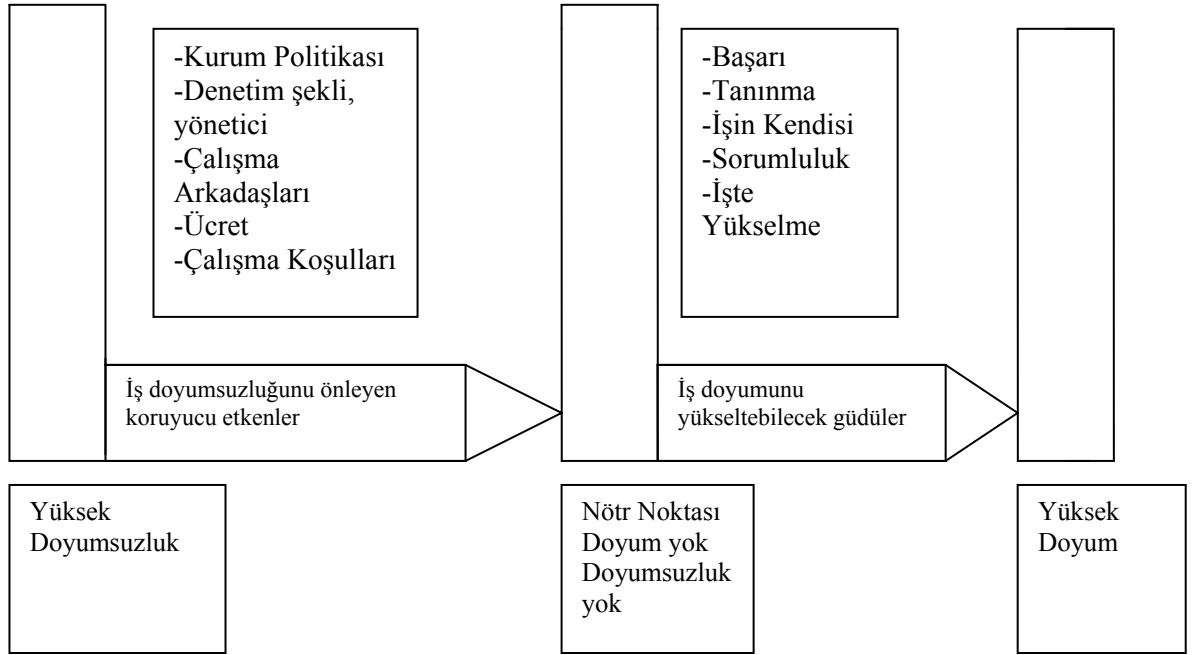 -Kurum Politikası
-Denetim şekli,
yönetici
-Çalışma
Arkadaşları
-Ücret
-Çalışma Koşulları
-Başarı
-Tanınma
-İşin Kendisi
-Sorumluluk
-İşte
Yükselme
İş doyumsuzluğunu önleyen
koruyucu etkenler
İş doyumunu
yükseltebilecek güdüler
Yüksek
Doyumsuzluk
Nötr Noktası
Doyum yok
Doyumsuzluk
yok
Yüksek
Doyum